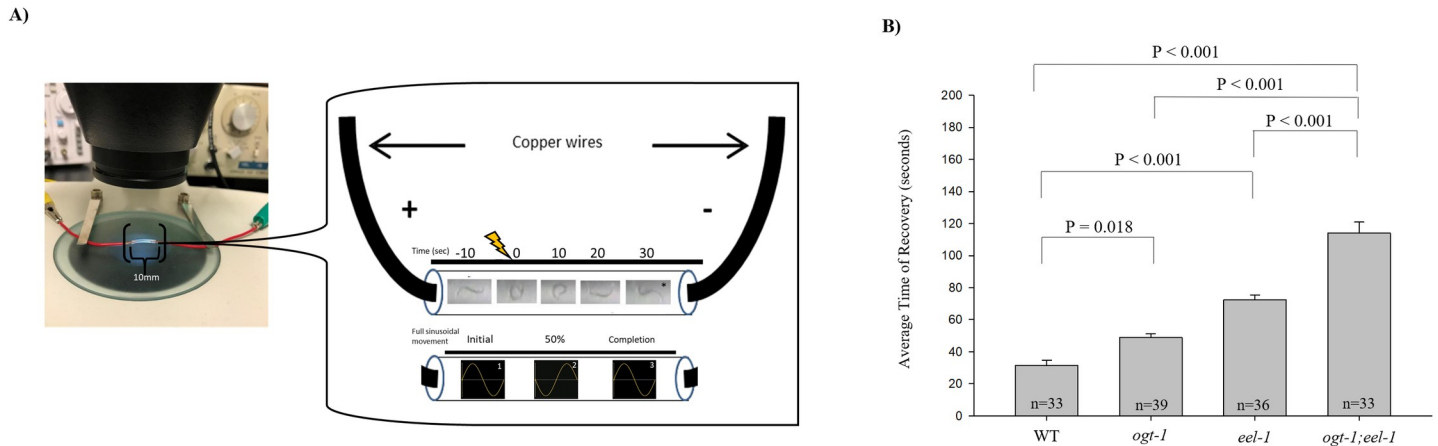 A)
10mm
Copper wires
+ -
Time (sec) -10 0 10 20 30
*
Full sinusoidal
movement Initial 50% Completion
1 2 3
B)
P < 0.001
P < 0.001
P < 0.001
P < 0.001
P = 0.018
Average Time of Recovery (seconds)
200
180
160
140
120
100
80
60
40
20
0
n=33 n=39 n=36 n=33
WT ogt-1 eel-1 ogt-1;eel-1